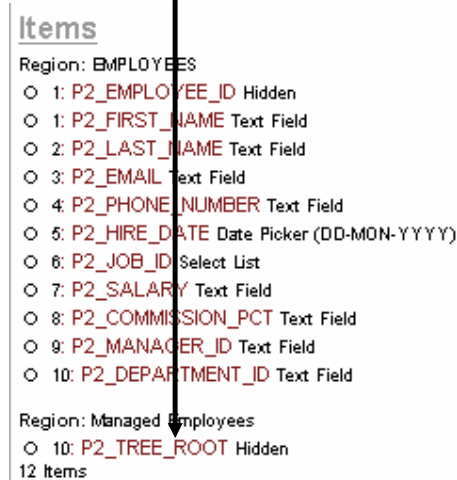 Items
Region: EMPLOYEES
1: P2_EMPLOYEE_ID Hidden
1: P2_FIRST_NAME Text Field
2: P2_LAST_NAME Text Field
3: P2_EMAIL Text Field
4: P2_PHONE_NUMBER Text Field
5: P2_HIRE_DATE Date Picker (DD-MON-YYYY)
6: P2_JOB_ID Select List
7: P2_SALARY Text Field
8: P2_COMMISSION_PCT Text Field
9: P2_MANAGER_ID Text Field
10: P2_DEPARTMENT_ID Text Field
Region: Managed Employees
10: P2_TREE_ROOT Hidden
12 Items